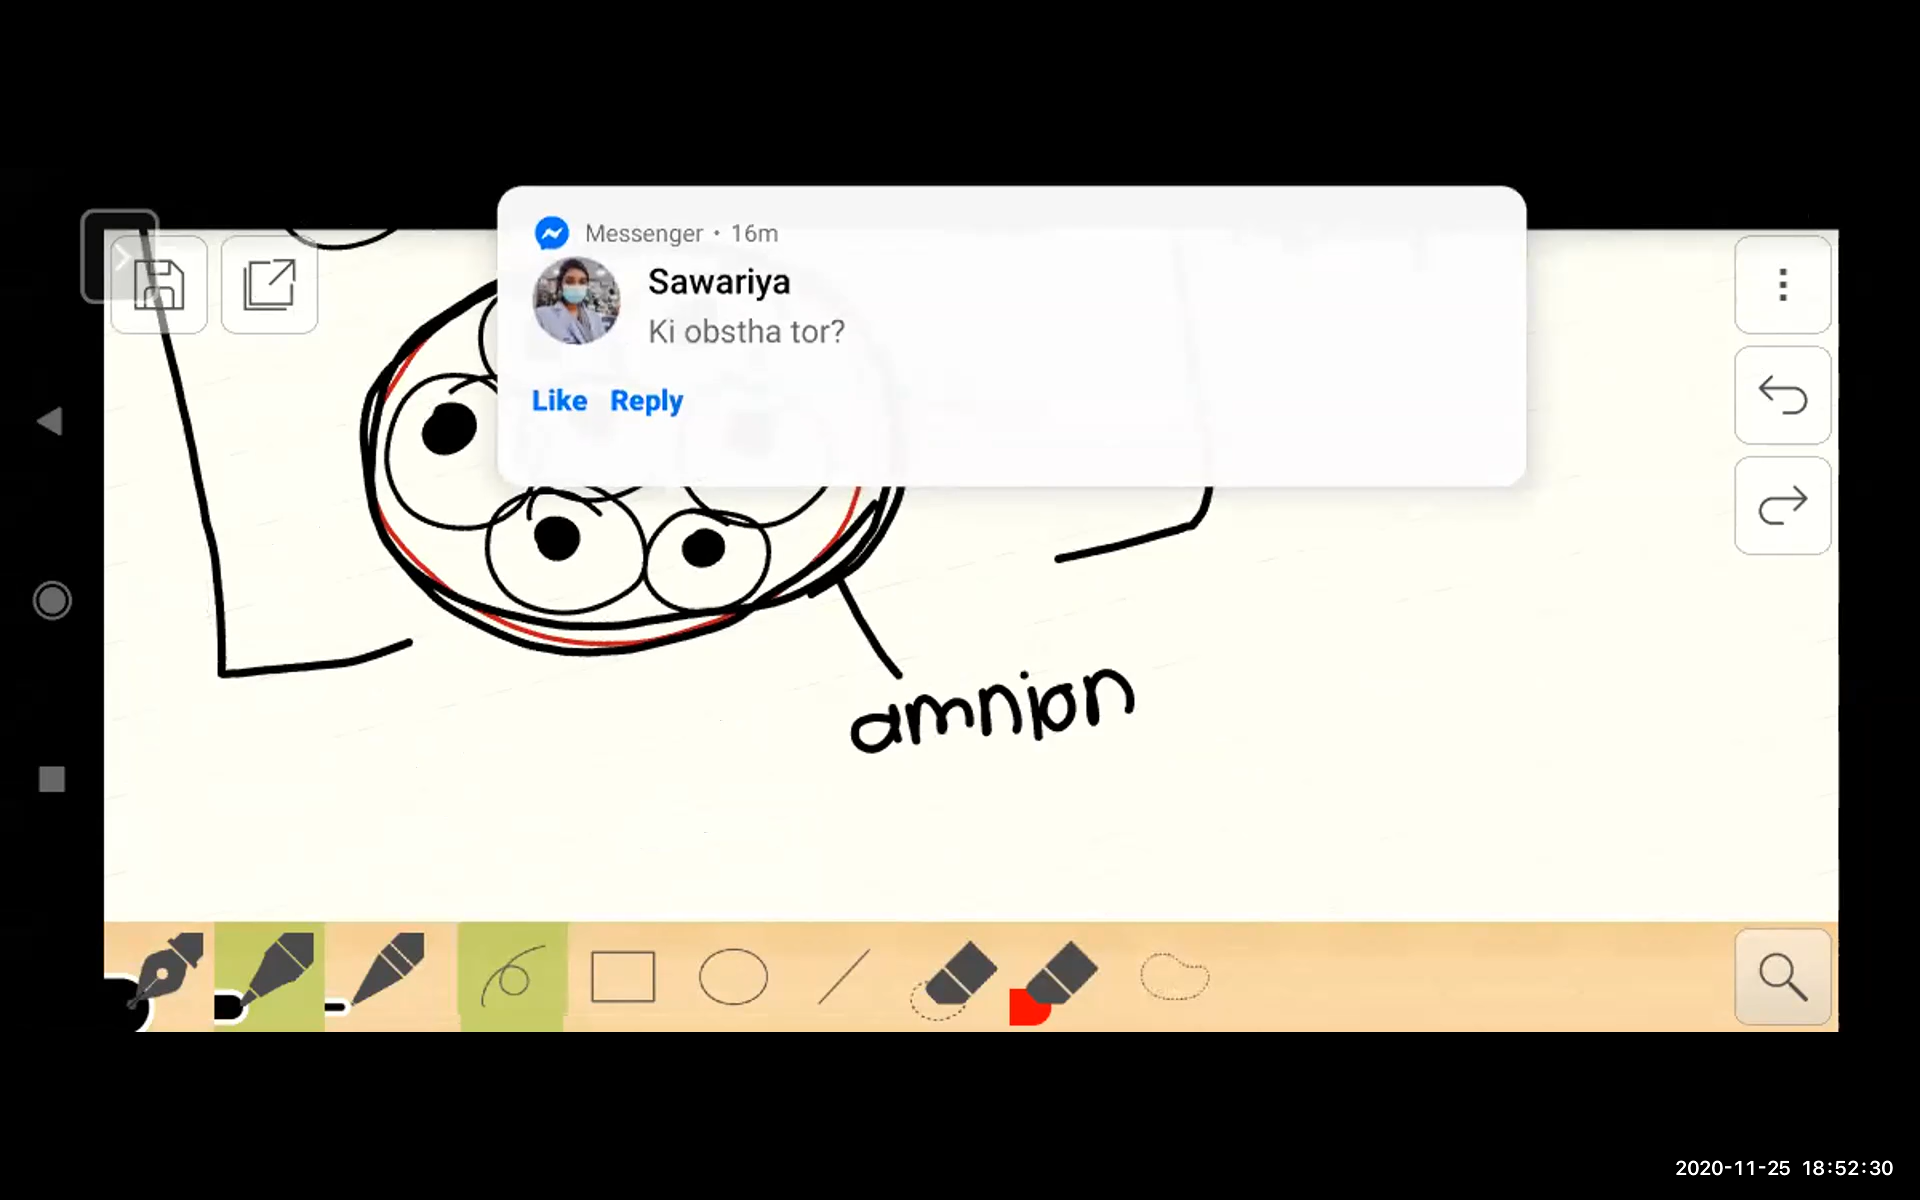 Messenger • 16m
Sawariya
Ki obstha tor?
Like Reply
amnion
2020-11-25 18:52:30